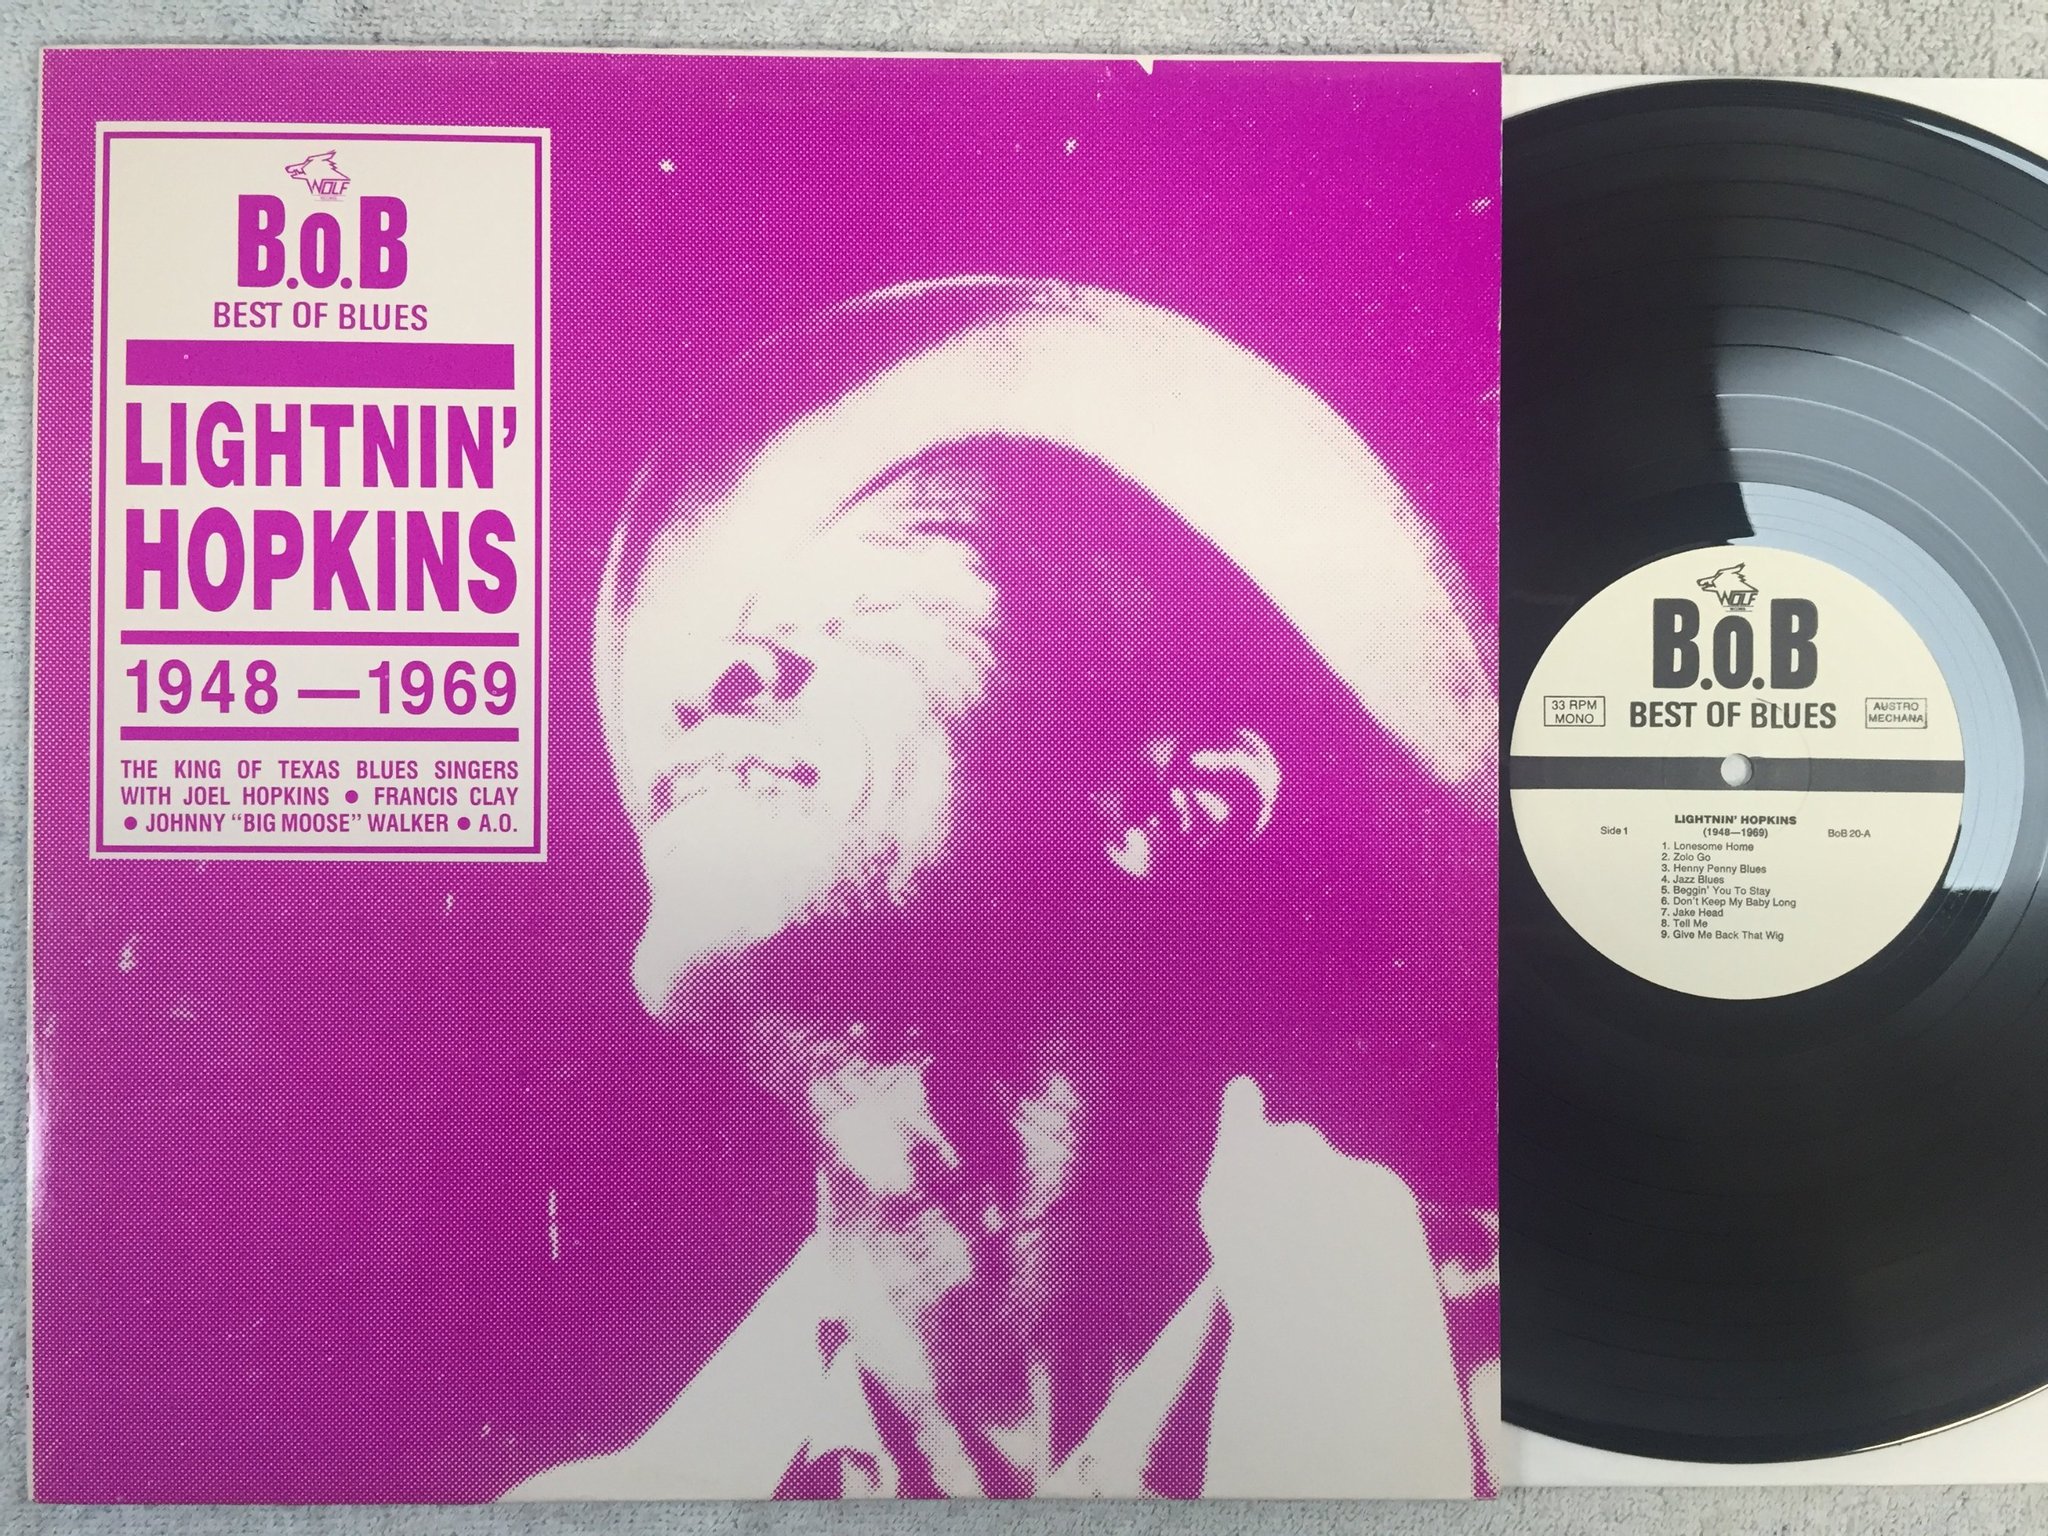 WOLF
RECORDS
B.o.B
BEST OF BLUES
LIGHTNIN'
HOPKINS
1948—1969
THE KING OF TEXAS BLUES SINGERS
WITH JOEL HOPKINS ● FRANCIS CLAY
● JOHNNY "BIG MOOSE" WALKER ● A.O.
WOLF
RECORDS
B.o.B
BEST OF BLUES
33 RPM
MONO
AUSTRO
MECHANA
LIGHTNIN' HOPKINS
(1948—1969)
Side 1
BoB 20-A
1. Lonesome Home
2. Zolo Go
3. Henny Penny Blues
4. Jazz Blues
5. Beggin' You To Stay
6. Don't Keep My Baby Long
7. Jake Head
8. Tell Me
9. Give Me Back That Wig